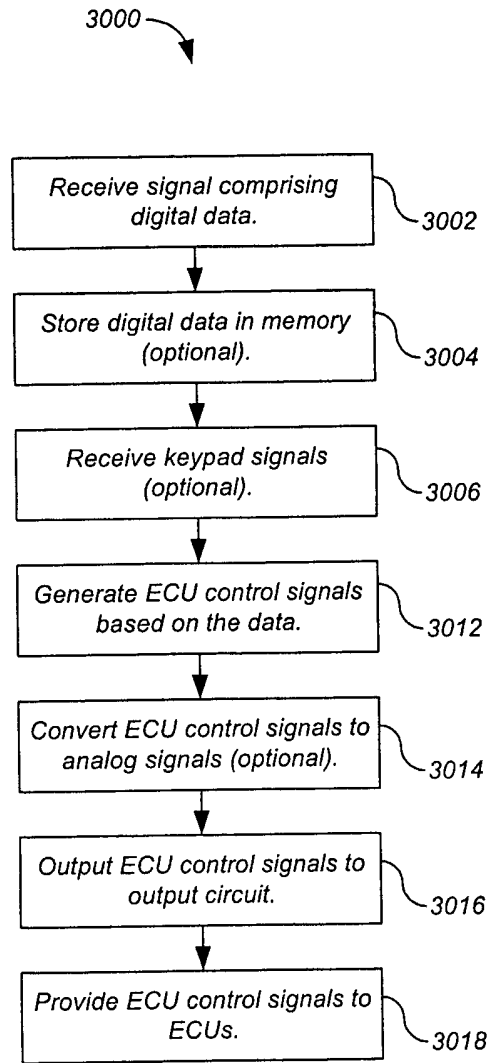 3000
Receive signal comprising
digital data.
3002
Store digital data in memory
(optional).
3004
Receive keypad signals
(optional).
3006
Generate ECU control signals
based on the data.
3012
Convert ECU control signals to
analog signals (optional).
3014
Output ECU control signals to
output circuit.
3016
Provide ECU control signals to
ECUs.
3018